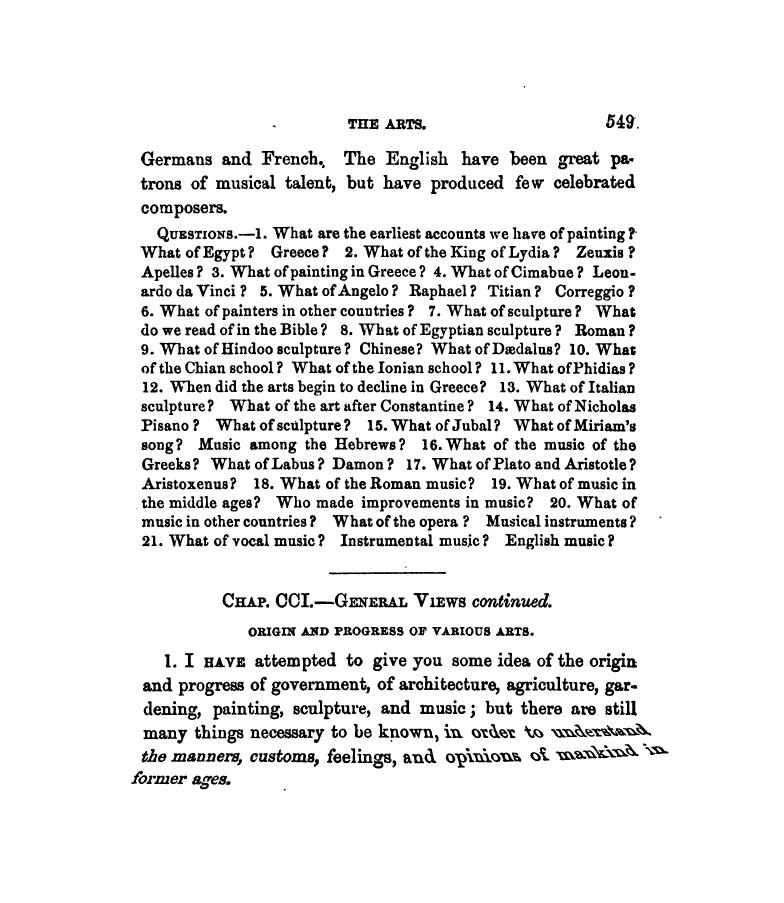 THE ARTS. 549.
Germans and French. The English have been great pa-
trons of musical talent, but have produced few celebrated
composers.
QUESTIONS.—1. What are the earliest accounts we have of painting?
What of Egypt? Greece? 2. What of the King of Lydia? Zeuxis?
Apelles? 3. What of painting in Greece? 4. What of Cimabue? Leon-
ardo da Vinci? 5. What of Angelo? Raphael? Titian? Correggio?
6. What of painters in other countries? 7. What of sculpture? What
do we read of in the Bible? 8. What of Egyptian sculpture? Roman?
9. What of Hindoo sculpture? Chinese? What of Dædalus? 10. What
of the Chian school? What of the Ionian school? 11. What of Phidias?
12. When did the arts begin to decline in Greece? 13. What of Italian
sculpture? What of the art after Constantine? 14. What of Nicholas
Pisano? What of sculpture? 15. What of Jubal? What of Miriam's
song? Music among the Hebrews? 16. What of the music of the
Greeks? What of Labus? Damon? 17. What of Plato and Aristotle?
Aristoxenus? 18. What of the Roman music? 19. What of music in
the middle ages? Who made improvements in music? 20. What of
music in other countries? What of the opera? Musical instruments?
21. What of vocal music? Instrumental music? English music?
CHAP. CCI.—GENERAL VIEWS continued.
ORIGIN AND PROGRESS OF VARIOUS ARTS.
1. I HAVE attempted to give you some idea of the origin
and progress of government, of architecture, agriculture, gar-
dening, painting, sculpture, and music; but there are still
many things necessary to be known, in order to understand
the manners, customs, feelings, and opinions of mankind in
former ages.